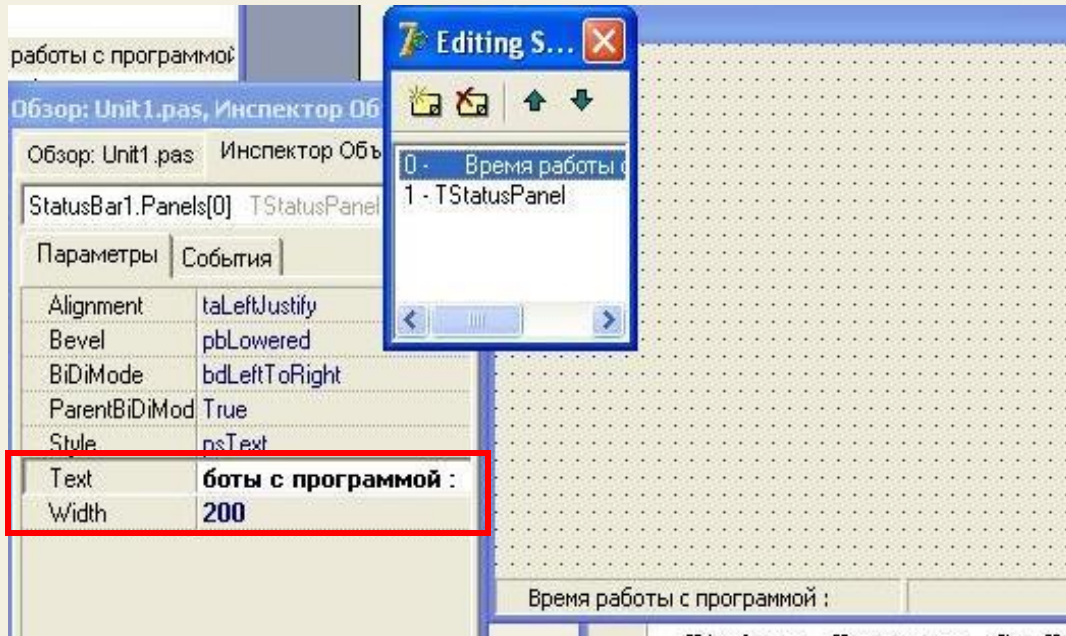 работы с программой
Editing S...
Обзор: Unit1.pas, Инспектор Об
Обзор: Unit1.pas Инспектор Объ
0 - Время работы с
1 - TStatusPanel
StatusBar1.Panels[0] TStatusPanel
Параметры События
Alignment taLeftJustify
Bevel pbLowered
BiDiMode bdLeftToRight
ParentBiDiMod True
Style psText
Text боты с программой :
Width 200
Время работы с программой :